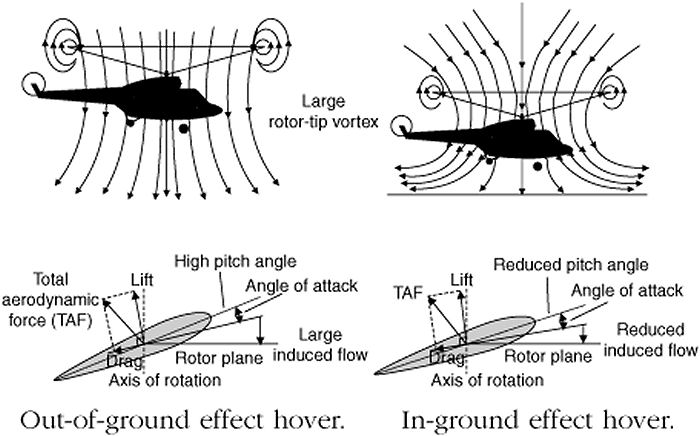 Large
rotor-tip vortex
High pitch angle
Total
aerodynamic
force (TAF)
Lift
Angle of attack
Large
induced flow
Drag
Rotor plane
Axis of rotation
Out-of-ground effect hover.
Reduced pitch angle
TAF
Lift
Angle of attack
Reduced
induced flow
Drag
Rotor plane
Axis of rotation
In-ground effect hover.